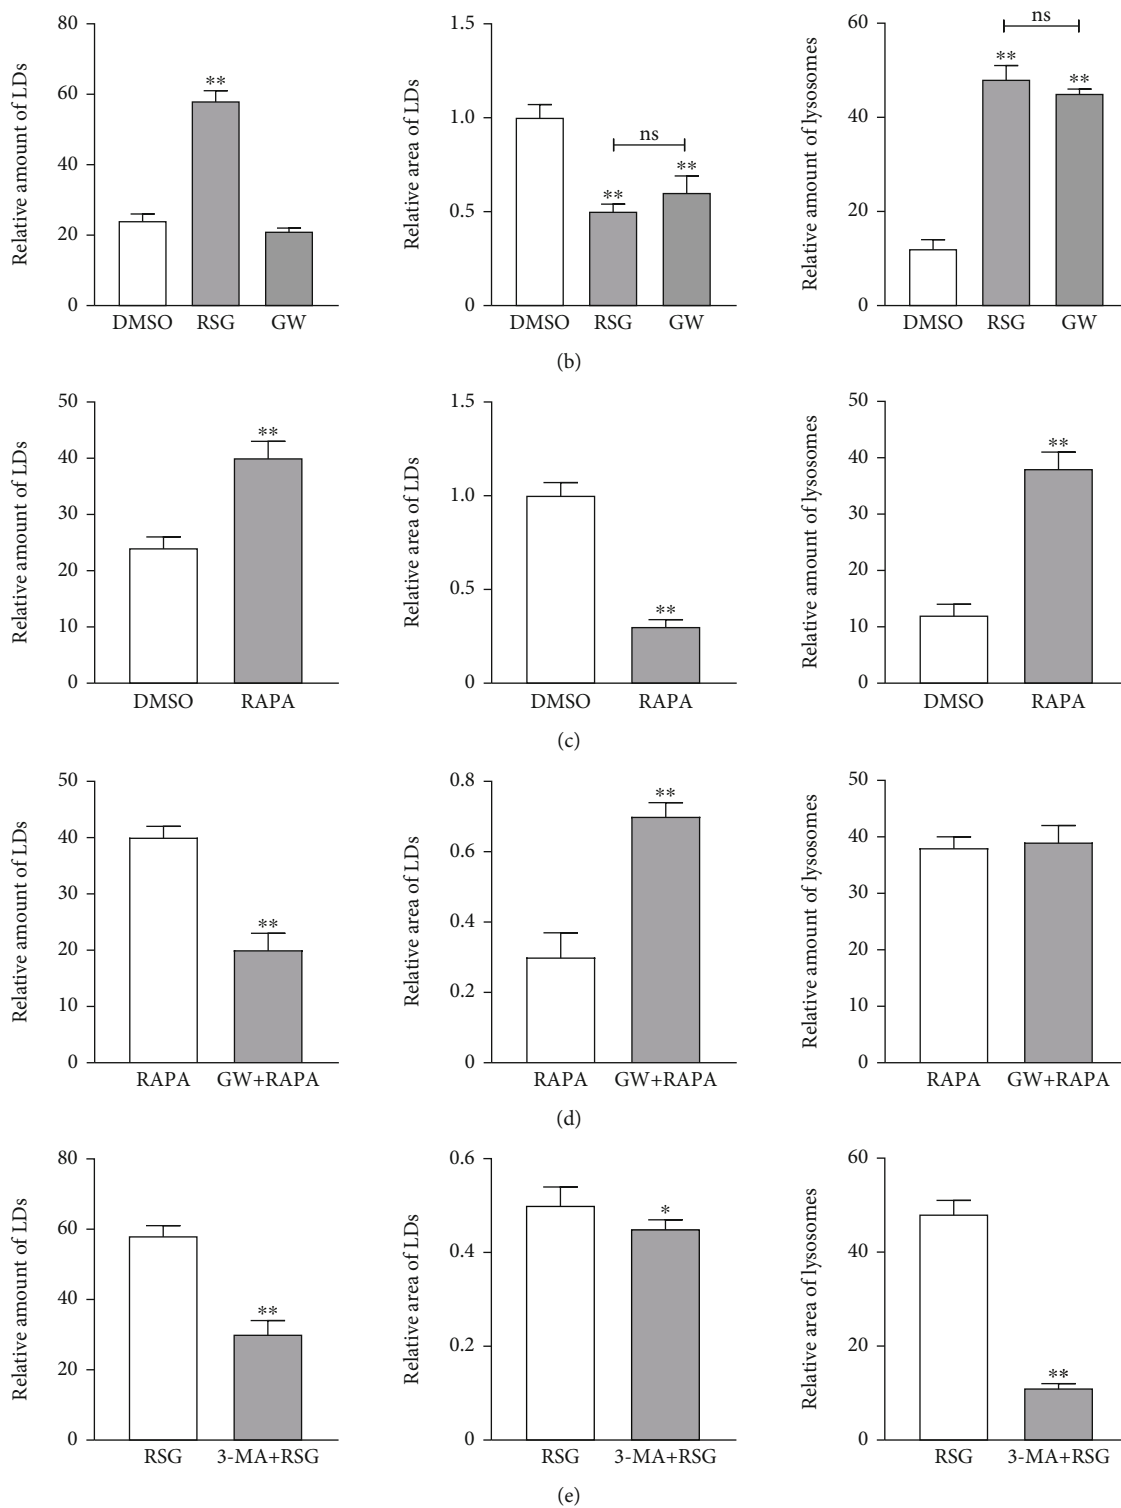 Relative amount of LDs
80
60
40
20
0
**
DMSO RSG GW
Relative area of LDs
1.5
1.0
0.5
0
ns
**
**
DMSO RSG GW
Relative amount of lysosomes
60
40
20
0
ns
**
**
DMSO RSG GW
(b)
Relative amount of LDs
50
40
30
20
10
0
**
DMSO RAPA
Relative area of LDs
1.5
1.0
0.5
0
**
DMSO RAPA
Relative amount of lysosomes
50
40
30
20
10
0
**
DMSO RAPA
(c)
Relative amount of LDs
50
40
30
20
10
0
**
RAPA GW+RAPA
Relative area of LDs
0.8
0.6
0.4
0.2
0
**
RAPA GW+RAPA
Relative amount of lysosomes
50
40
30
20
10
0
RAPA GW+RAPA
(d)
Relative amount of LDs
80
60
40
20
0
**
RSG 3-MA+RSG
Relative area of LDs
0.6
0.4
0.2
0
*
RSG 3-MA+RSG
Relative area of lysosomes
60
40
20
0
**
RSG 3-MA+RSG
(e)